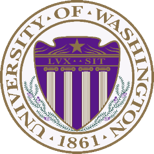 UNIVERSITY · OF · WASHINGTON
LVX SIT
1861